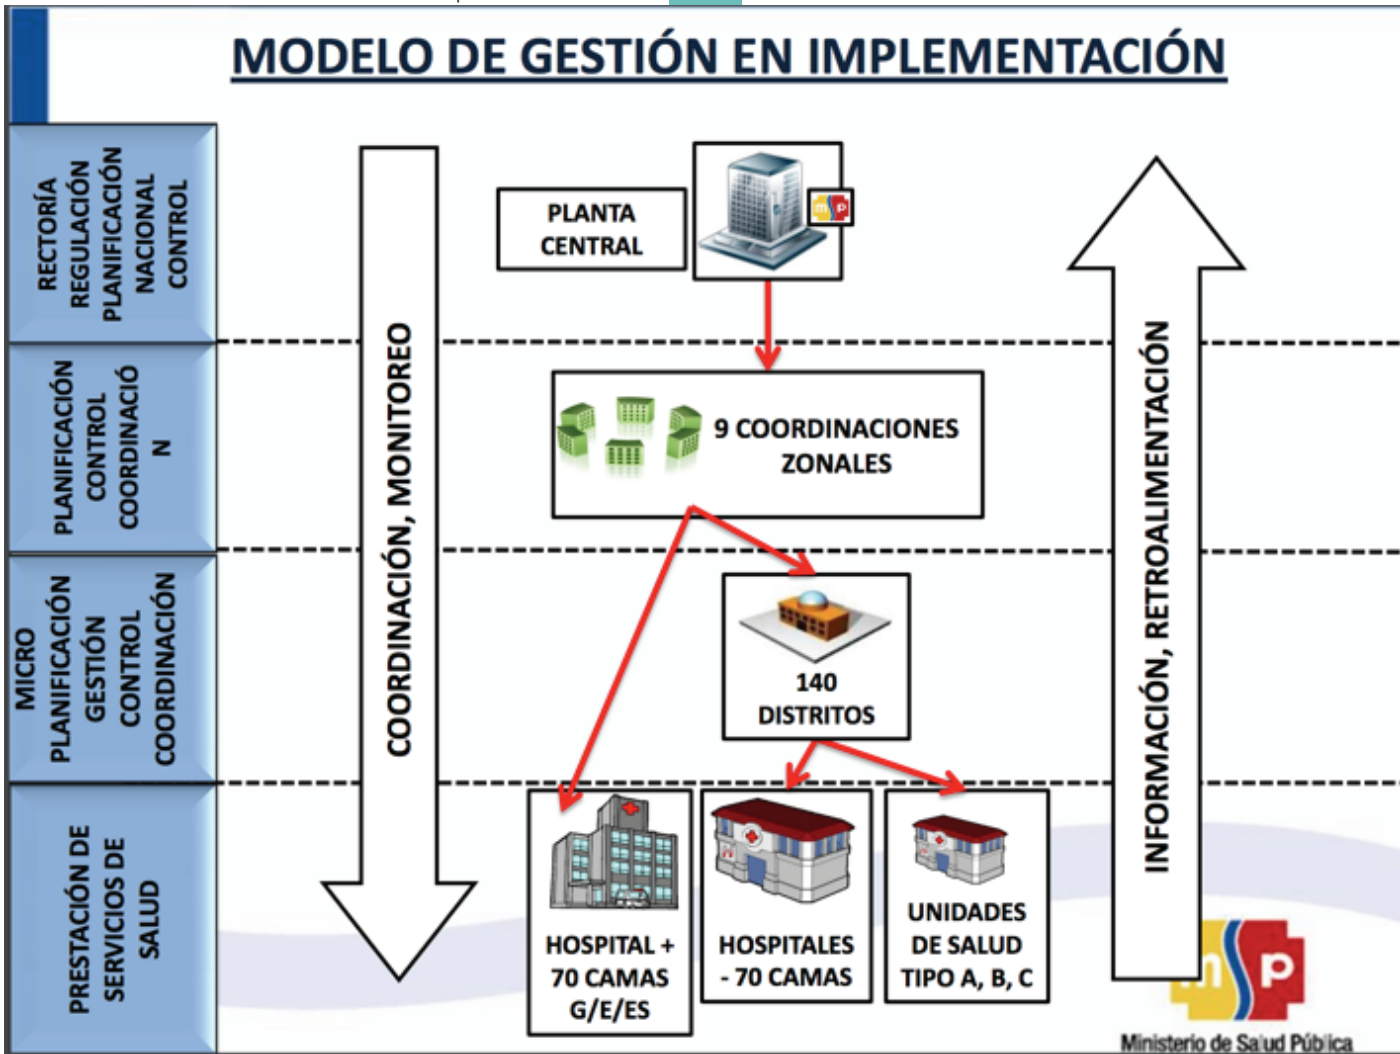 MODELO DE GESTIÓN EN IMPLEMENTACIÓN
RECTORÍA
REGULACIÓN
PLANIFICACIÓN
NACIONAL
CONTROL
PLANTA
CENTRAL
msp
PLANIFICACIÓN
CONTROL
COORDINACIÓ
N
9 COORDINACIONES
ZONALES
MICRO
PLANIFICACIÓN
GESTIÓN
CONTROL
COORDINACIÓN
140
DISTRITOS
PRESTACIÓN DE
SERVICIOS DE
SALUD
HOSPITAL +
70 CAMAS
G/E/ES
HOSPITALES
- 70 CAMAS
UNIDADES
DE SALUD
TIPO A, B, C
COORDINACIÓN, MONITOREO
INFORMACIÓN, RETROALIMENTACIÓN
msp
Ministerio de Salud Pública